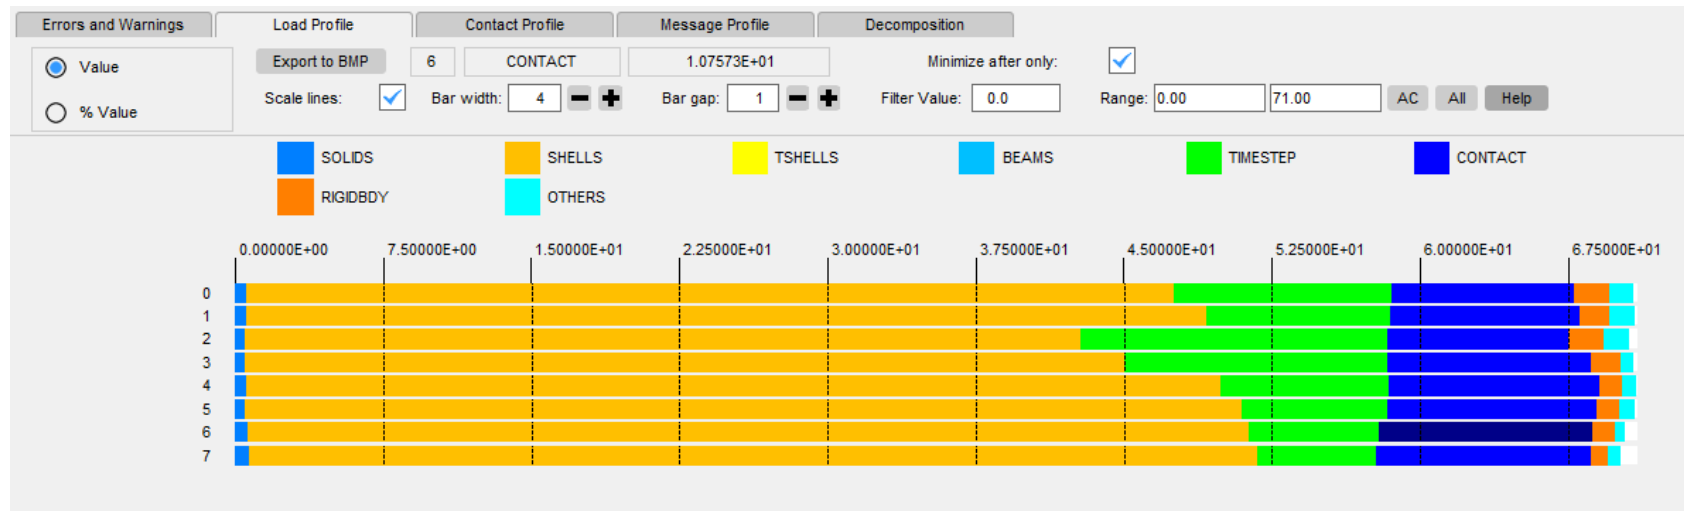 Errors and Warnings Load Profile Contact Profile Message Profile Decomposition
Value Export to BMP 6 CONTACT 1.07573E+01 Minimize after only:
% Value Scale lines: Bar width: 4 Bar gap: 1 Filter Value: 0.0 Range: 0.00 71.00 AC All Help
SOLIDS SHELLS TSHELLS BEAMS TIMESTEP CONTACT
RIGIDBDY OTHERS
0.00000E+00 7.50000E+00 1.50000E+01 2.25000E+01 3.00000E+01 3.75000E+01 4.50000E+01 5.25000E+01 6.00000E+01 6.75000E+01
0
1
2
3
4
5
6
7